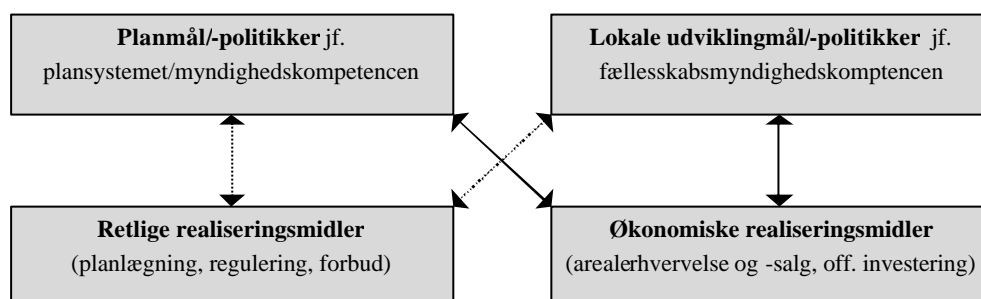 Planmål/-politikker jf.
plansystemet/myndighedskompetencen
Lokale udviklingmål/-politikker jf.
fællesskabsmyndighedskomptencen
Retlige realiseringsmidler
(planlægning, regulering, forbud)
Økonomiske realiseringsmidler
(arealerhvervelse og -salg, off. investering)